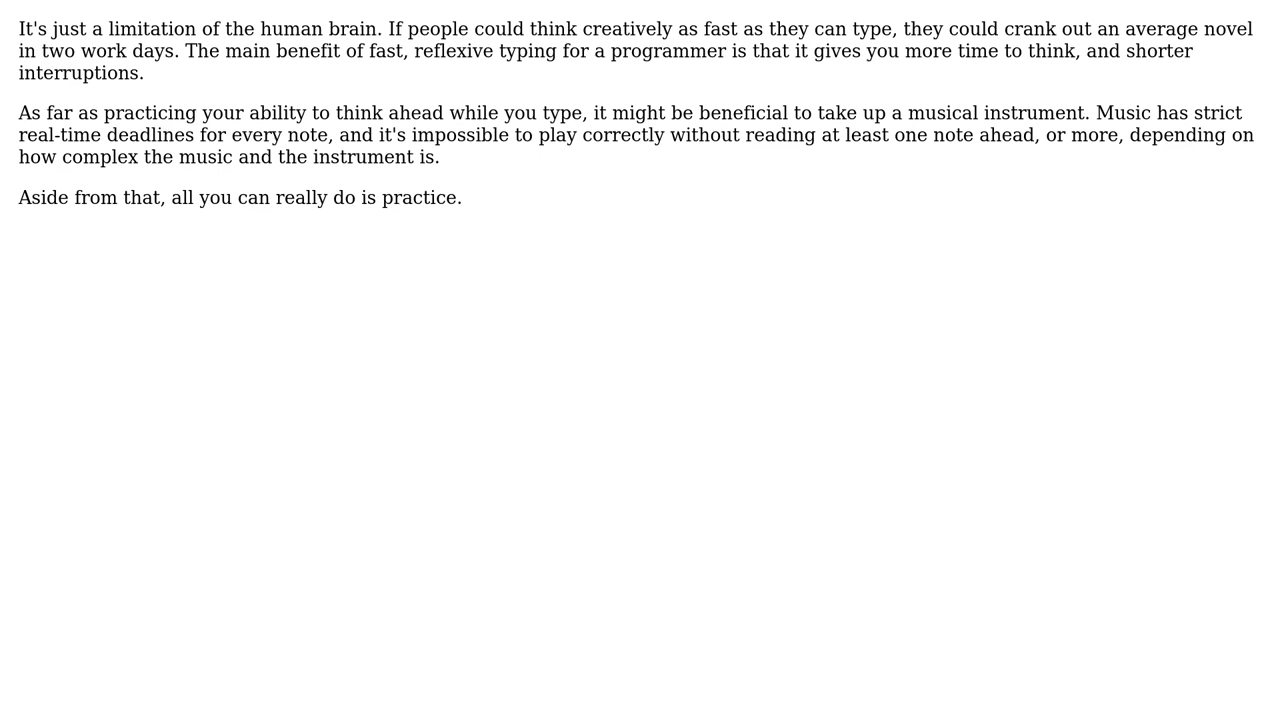 It's just a limitation of the human brain. If people could think creatively as fast as they can type, they could crank out an average novel
in two work days. The main benefit of fast, reflexive typing for a programmer is that it gives you more time to think, and shorter
interruptions.
As far as practicing your ability to think ahead while you type, it might be beneficial to take up a musical instrument. Music has strict
real-time deadlines for every note, and it's impossible to play correctly without reading at least one note ahead, or more, depending on
how complex the music and the instrument is.
Aside from that, all you can really do is practice.